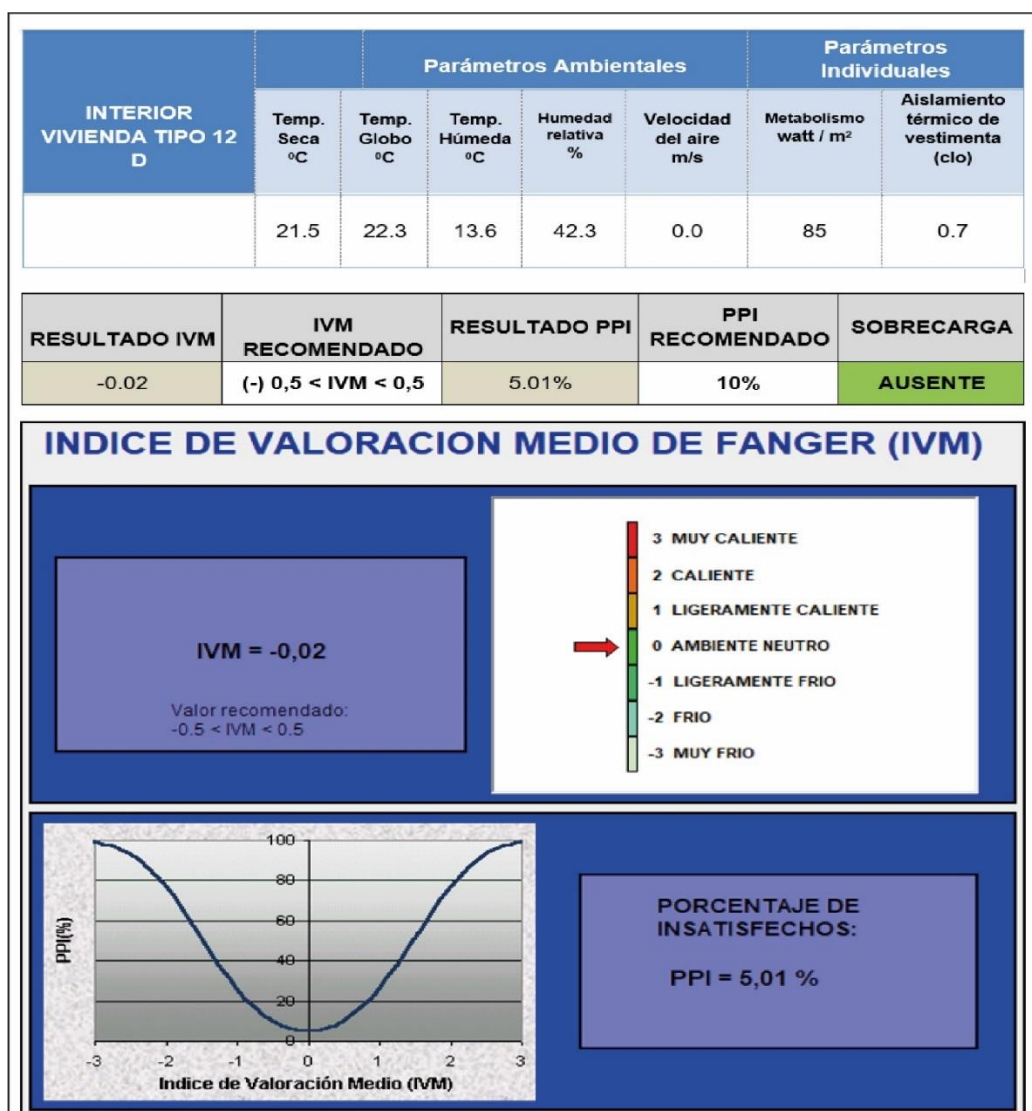 Parámetros Ambientales
Parámetros
Individuales
INTERIOR
VIVIENDA TIPO 12
D
Temp.
Seca
ºC
Temp.
Globo
ºC
Temp.
Húmeda
ºC
Humedad
relativa
%
Velocidad
del aire
m/s
Metabolismo
watt / m²
Aislamiento
térmico de
vestimenta
(clo)
21.5 22.3 13.6 42.3 0.0 85 0.7
RESULTADO IVM
IVM
RECOMENDADO
RESULTADO PPI
PPI
RECOMENDADO
SOBRECARGA
-0.02 (-) 0,5 < IVM < 0,5 5.01% 10% AUSENTE
INDICE DE VALORACION MEDIO DE FANGER (IVM)
IVM = -0,02
Valor recomendado:
-0.5 < IVM < 0.5
3 MUY CALIENTE
2 CALIENTE
1 LIGERAMENTE CALIENTE
0 AMBIENTE NEUTRO
-1 LIGERAMENTE FRIO
-2 FRIO
-3 MUY FRIO
PPI(%)
100
80
60
40
20
0
-3 -2 -1 0 1 2 3
Indice de Valoración Medio (IVM)
PORCENTAJE DE
INSATISFECHOS:
PPI = 5,01 %